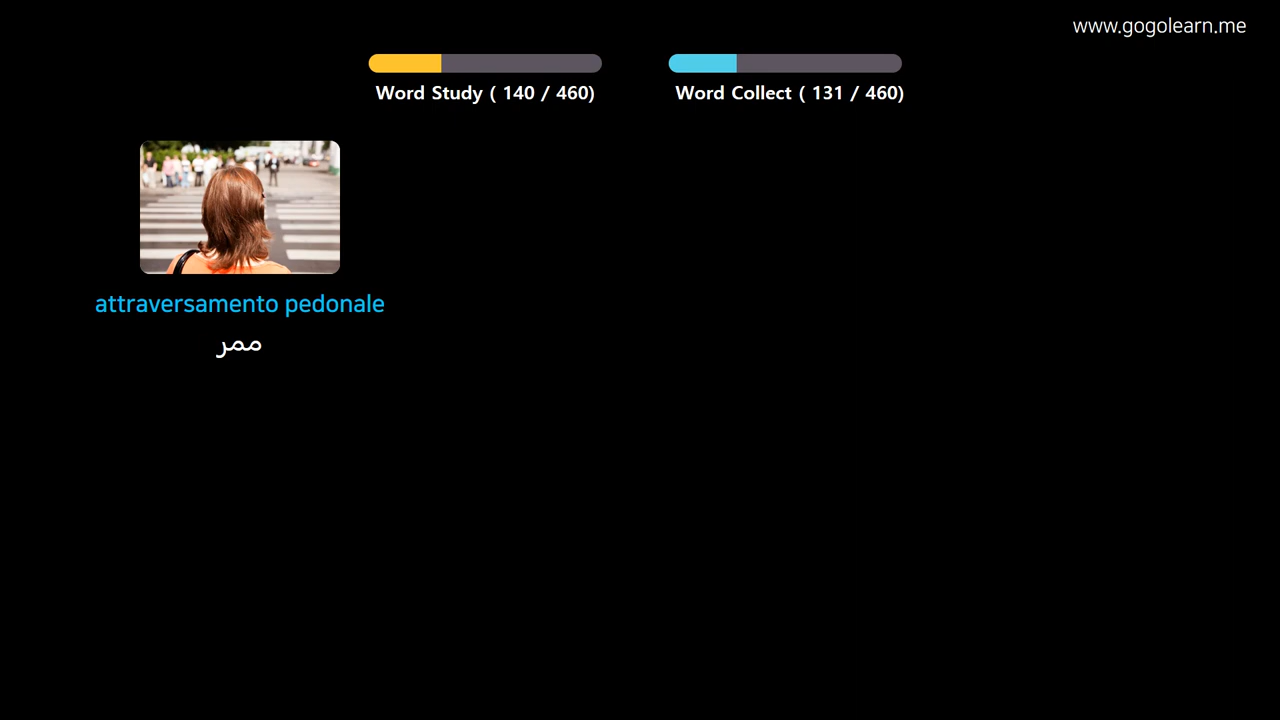 www.gogolearn.me
Word Study ( 140 / 460)
Word Collect ( 131 / 460)
attraversamento pedonale
ممر